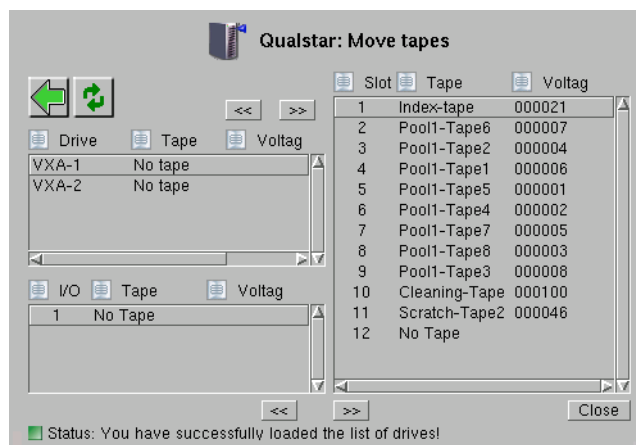 Qualstar: Move tapes
<< >>
Drive Tape Voltag
VXA-1 No tape
VXA-2 No tape
I/O Tape Voltag
1 No Tape
Slot Tape Voltag
1 Index-tape 000021
2 Pool1-Tape6 000007
3 Pool1-Tape2 000004
4 Pool1-Tape1 000006
5 Pool1-Tape5 000001
6 Pool1-Tape4 000002
7 Pool1-Tape7 000005
8 Pool1-Tape8 000003
9 Pool1-Tape3 000008
10 Cleaning-Tape 000100
11 Scratch-Tape2 000046
12 No Tape
<< >> Close
Status: You have successfully loaded the list of drives!